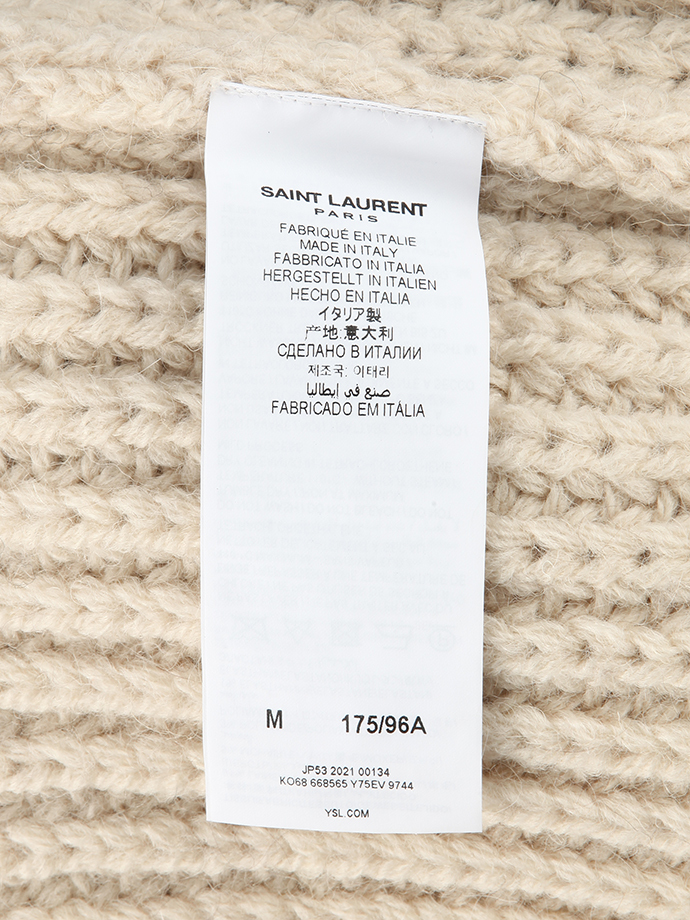 SAINT LAURENT
PARIS
FABRIQUÉ EN ITALIE
MADE IN ITALY
FABBRICATO IN ITALIA
HERGESTELLT IN ITALIEN
HECHO EN ITALIA
イタリア製
产地:意大利
СДЕЛАНО В ИТАЛИИ
제조국: 이태리
صنع في إيطاليا
FABRICADO EM ITÁLIA
M 175/96A
JP53 2021 00134
KO68 668565 Y75EV 9744
YSL.COM